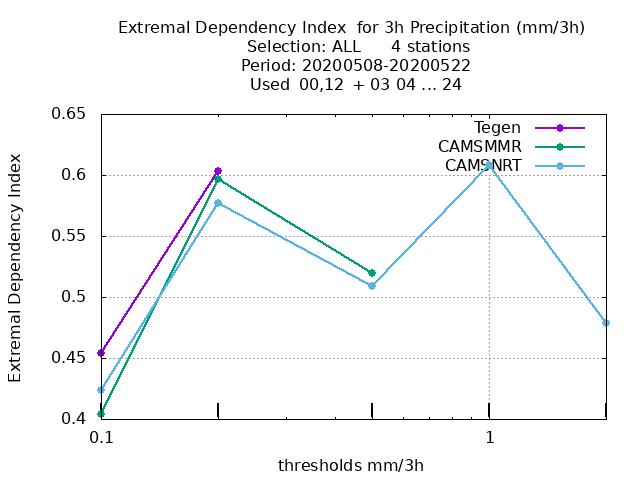 Extremal Dependency Index  for 3h Precipitation (mm/3h)
Selection: ALL      4 stations
Period: 20200508-20200522
Used  00,12  + 03 04 ... 24
0.65
Tegen
CAMSMMR
CAMSNRT
0.6
0.55
0.5
0.45
0.4
Extremal Dependency Index
0.1
1
thresholds mm/3h